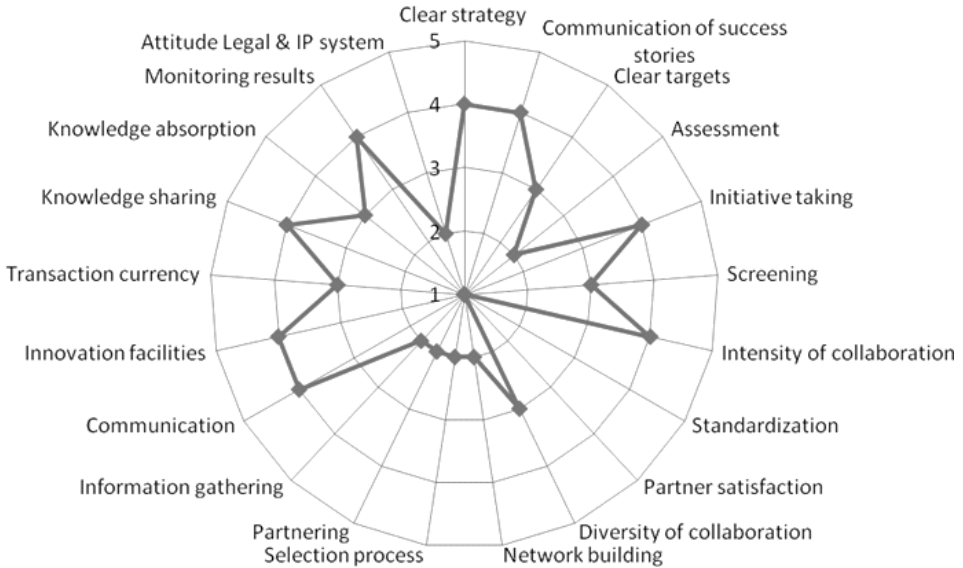 Clear strategy
Communication of success
stories
Clear targets
Assessment
Initiative taking
Screening
Intensity of collaboration
Standardization
Partner satisfaction
Diversity of collaboration
Network building
Selection process
Partnering
Information gathering
Communication
Innovation facilities
Transaction currency
Knowledge sharing
Knowledge absorption
Monitoring results
Attitude Legal & IP system
5
4
3
2
1